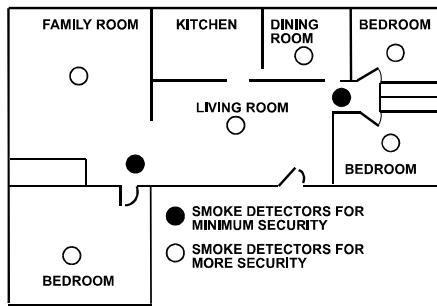 FAMILY ROOM
KITCHEN
DINING
ROOM
BEDROOM
LIVING ROOM
BEDROOM
SMOKE DETECTORS FOR
MINIMUM SECURITY
SMOKE DETECTORS FOR
MORE SECURITY
BEDROOM